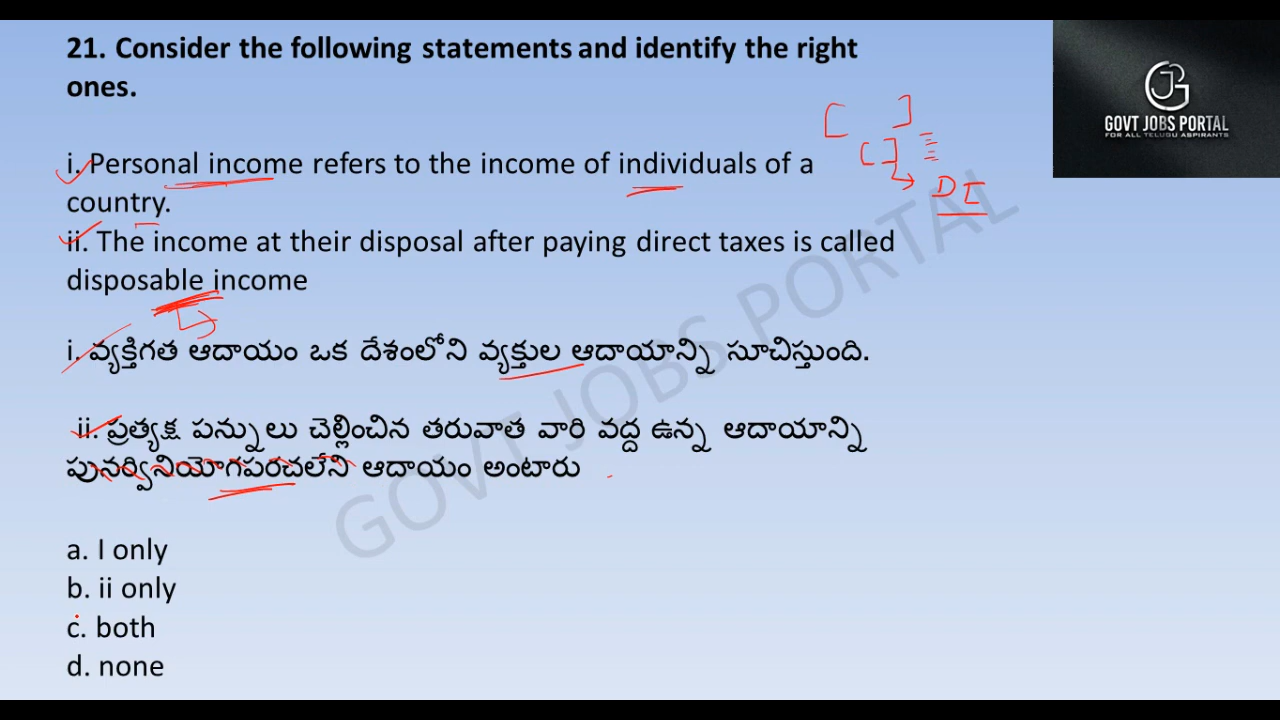 21. Consider the following statements and identify the right
ones.
GOVT JOBS PORTAL
FOR ALL TELUGU ASPIRANTS
i. Personal income refers to the income of individuals of a
country.
DI
ii. The income at their disposal after paying direct taxes is called
disposable income
i. వ్యక్తిగత ఆదాయం ఒక దేశంలోని వ్యక్తుల ఆదాయాన్ని సూచిస్తుంది.
ii. ప్రత్యక్ష పన్నులు చెల్లించిన తరువాత వారి వద్ద ఉన్న ఆదాయాన్ని
పునర్వినియోగపరచలేని ఆదాయం అంటారు
GOVT JOBS PORTAL
a. I only
b. ii only
c. both
d. none